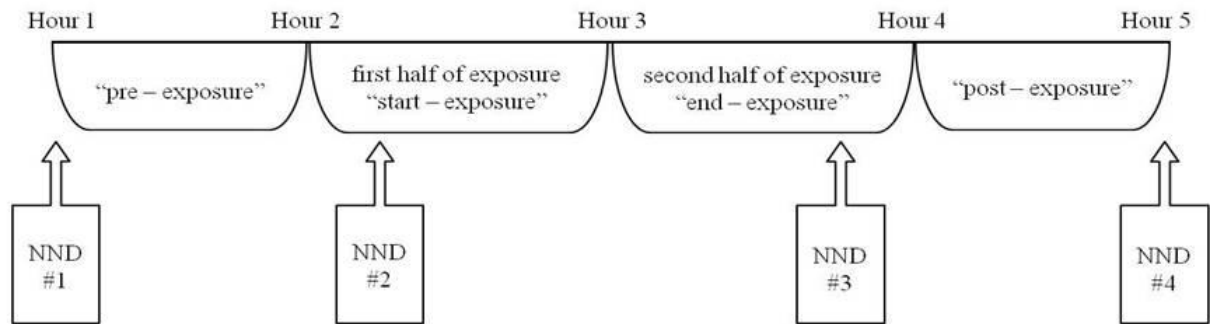 Hour 1 Hour 2 Hour 3 Hour 4 Hour 5
“pre – exposure”
first half of exposure
“start – exposure”
second half of exposure
“end – exposure”
“post – exposure”
NND
#1
NND
#2
NND
#3
NND
#4